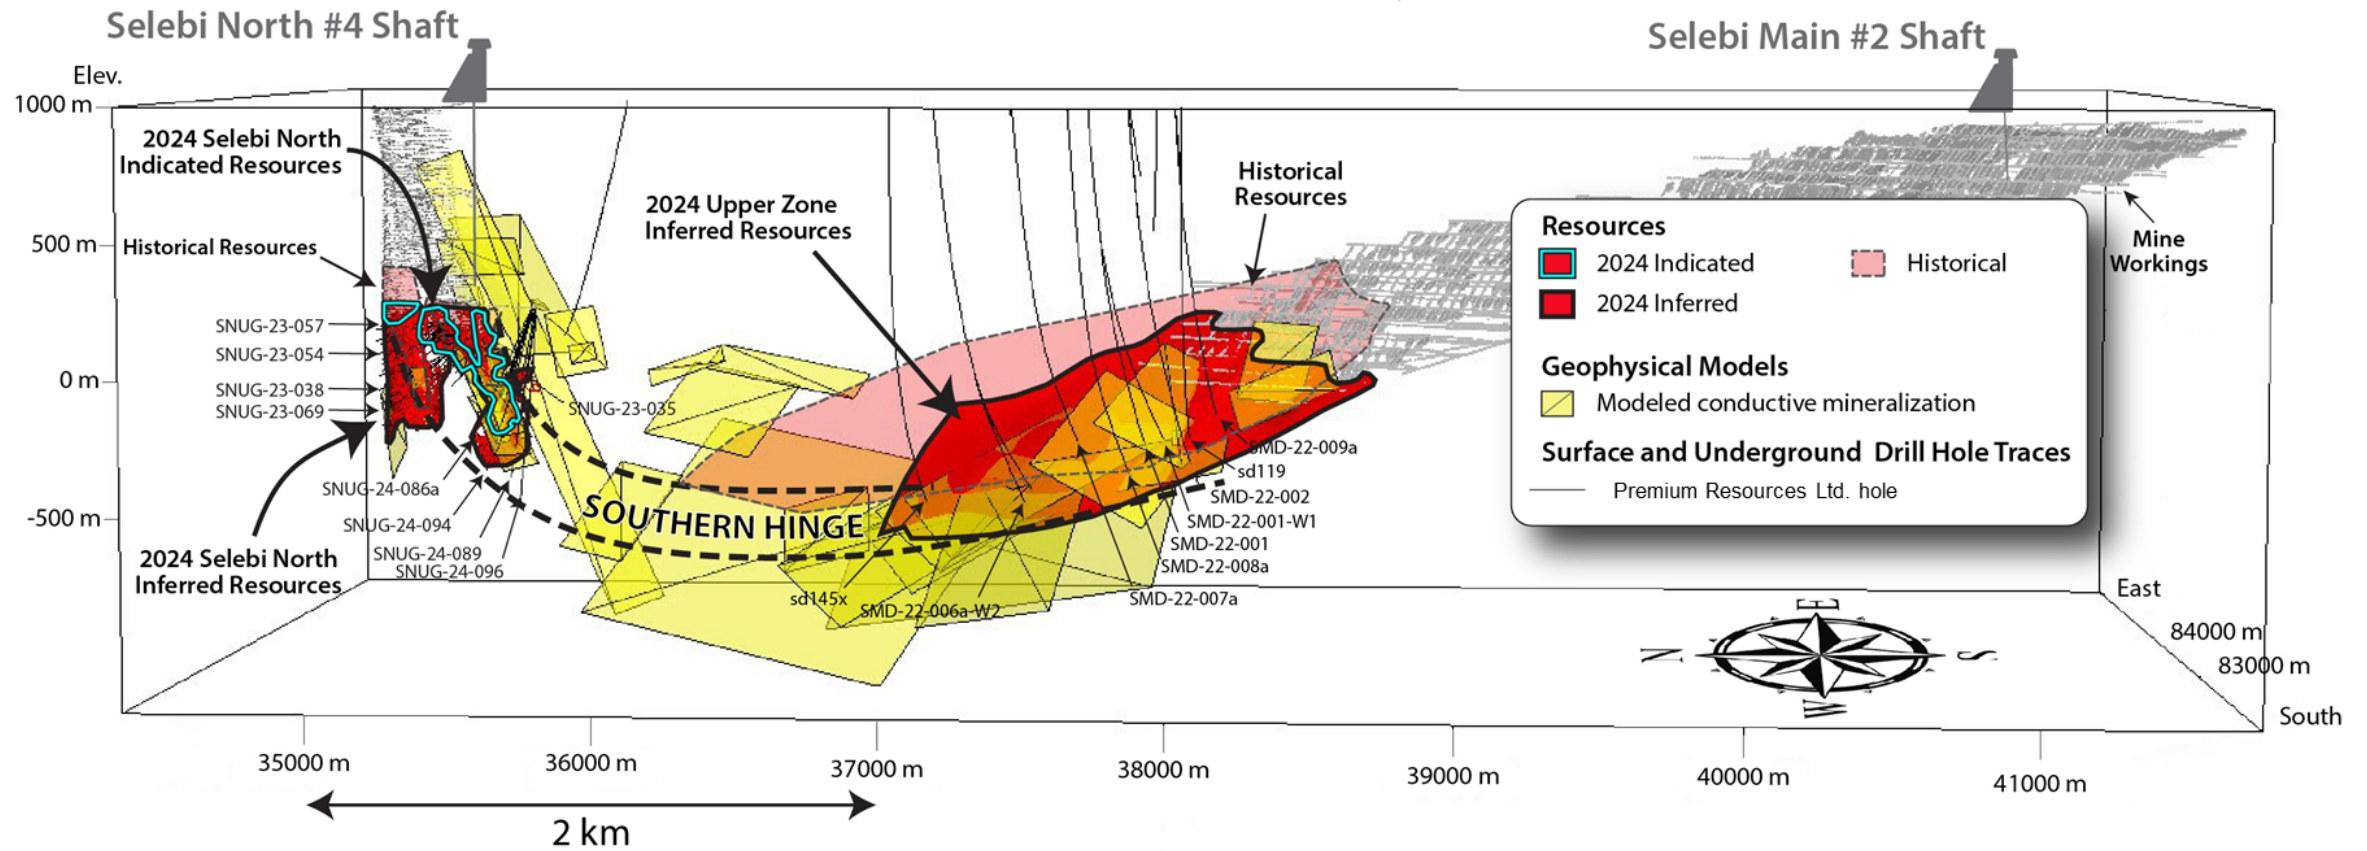 Selebi North #4 Shaft
Selebi Main #2 Shaft
Elev.
1000 m
500 m
0 m
-500 m
2024 Selebi North
Indicated Resources
Historical Resources
SNUG-23-057
SNUG-23-054
SNUG-23-038
SNUG-23-069
SNUG-23-035
SNUG-24-086a
SNUG-24-094
SNUG-24-089
SNUG-24-096
2024 Selebi North
Inferred Resources
2024 Upper Zone
Inferred Resources
Historical
Resources
SOUTHERN HINGE
sd145x
SMD-22-006a-W2
SMD-22-009a
sd119
SMD-22-002
SMD-22-001-W1
SMD-22-001
SMD-22-008a
SMD-22-007a
Resources
2024 Indicated
Historical
2024 Inferred
Geophysical Models
Modeled conductive mineralization
Surface and Underground Drill Hole Traces
Premium Resources Ltd. hole
Mine
Workings
East
84000 m
83000 m
South
E
N
S
W
35000 m
36000 m
37000 m
38000 m
39000 m
40000 m
41000 m
2 km